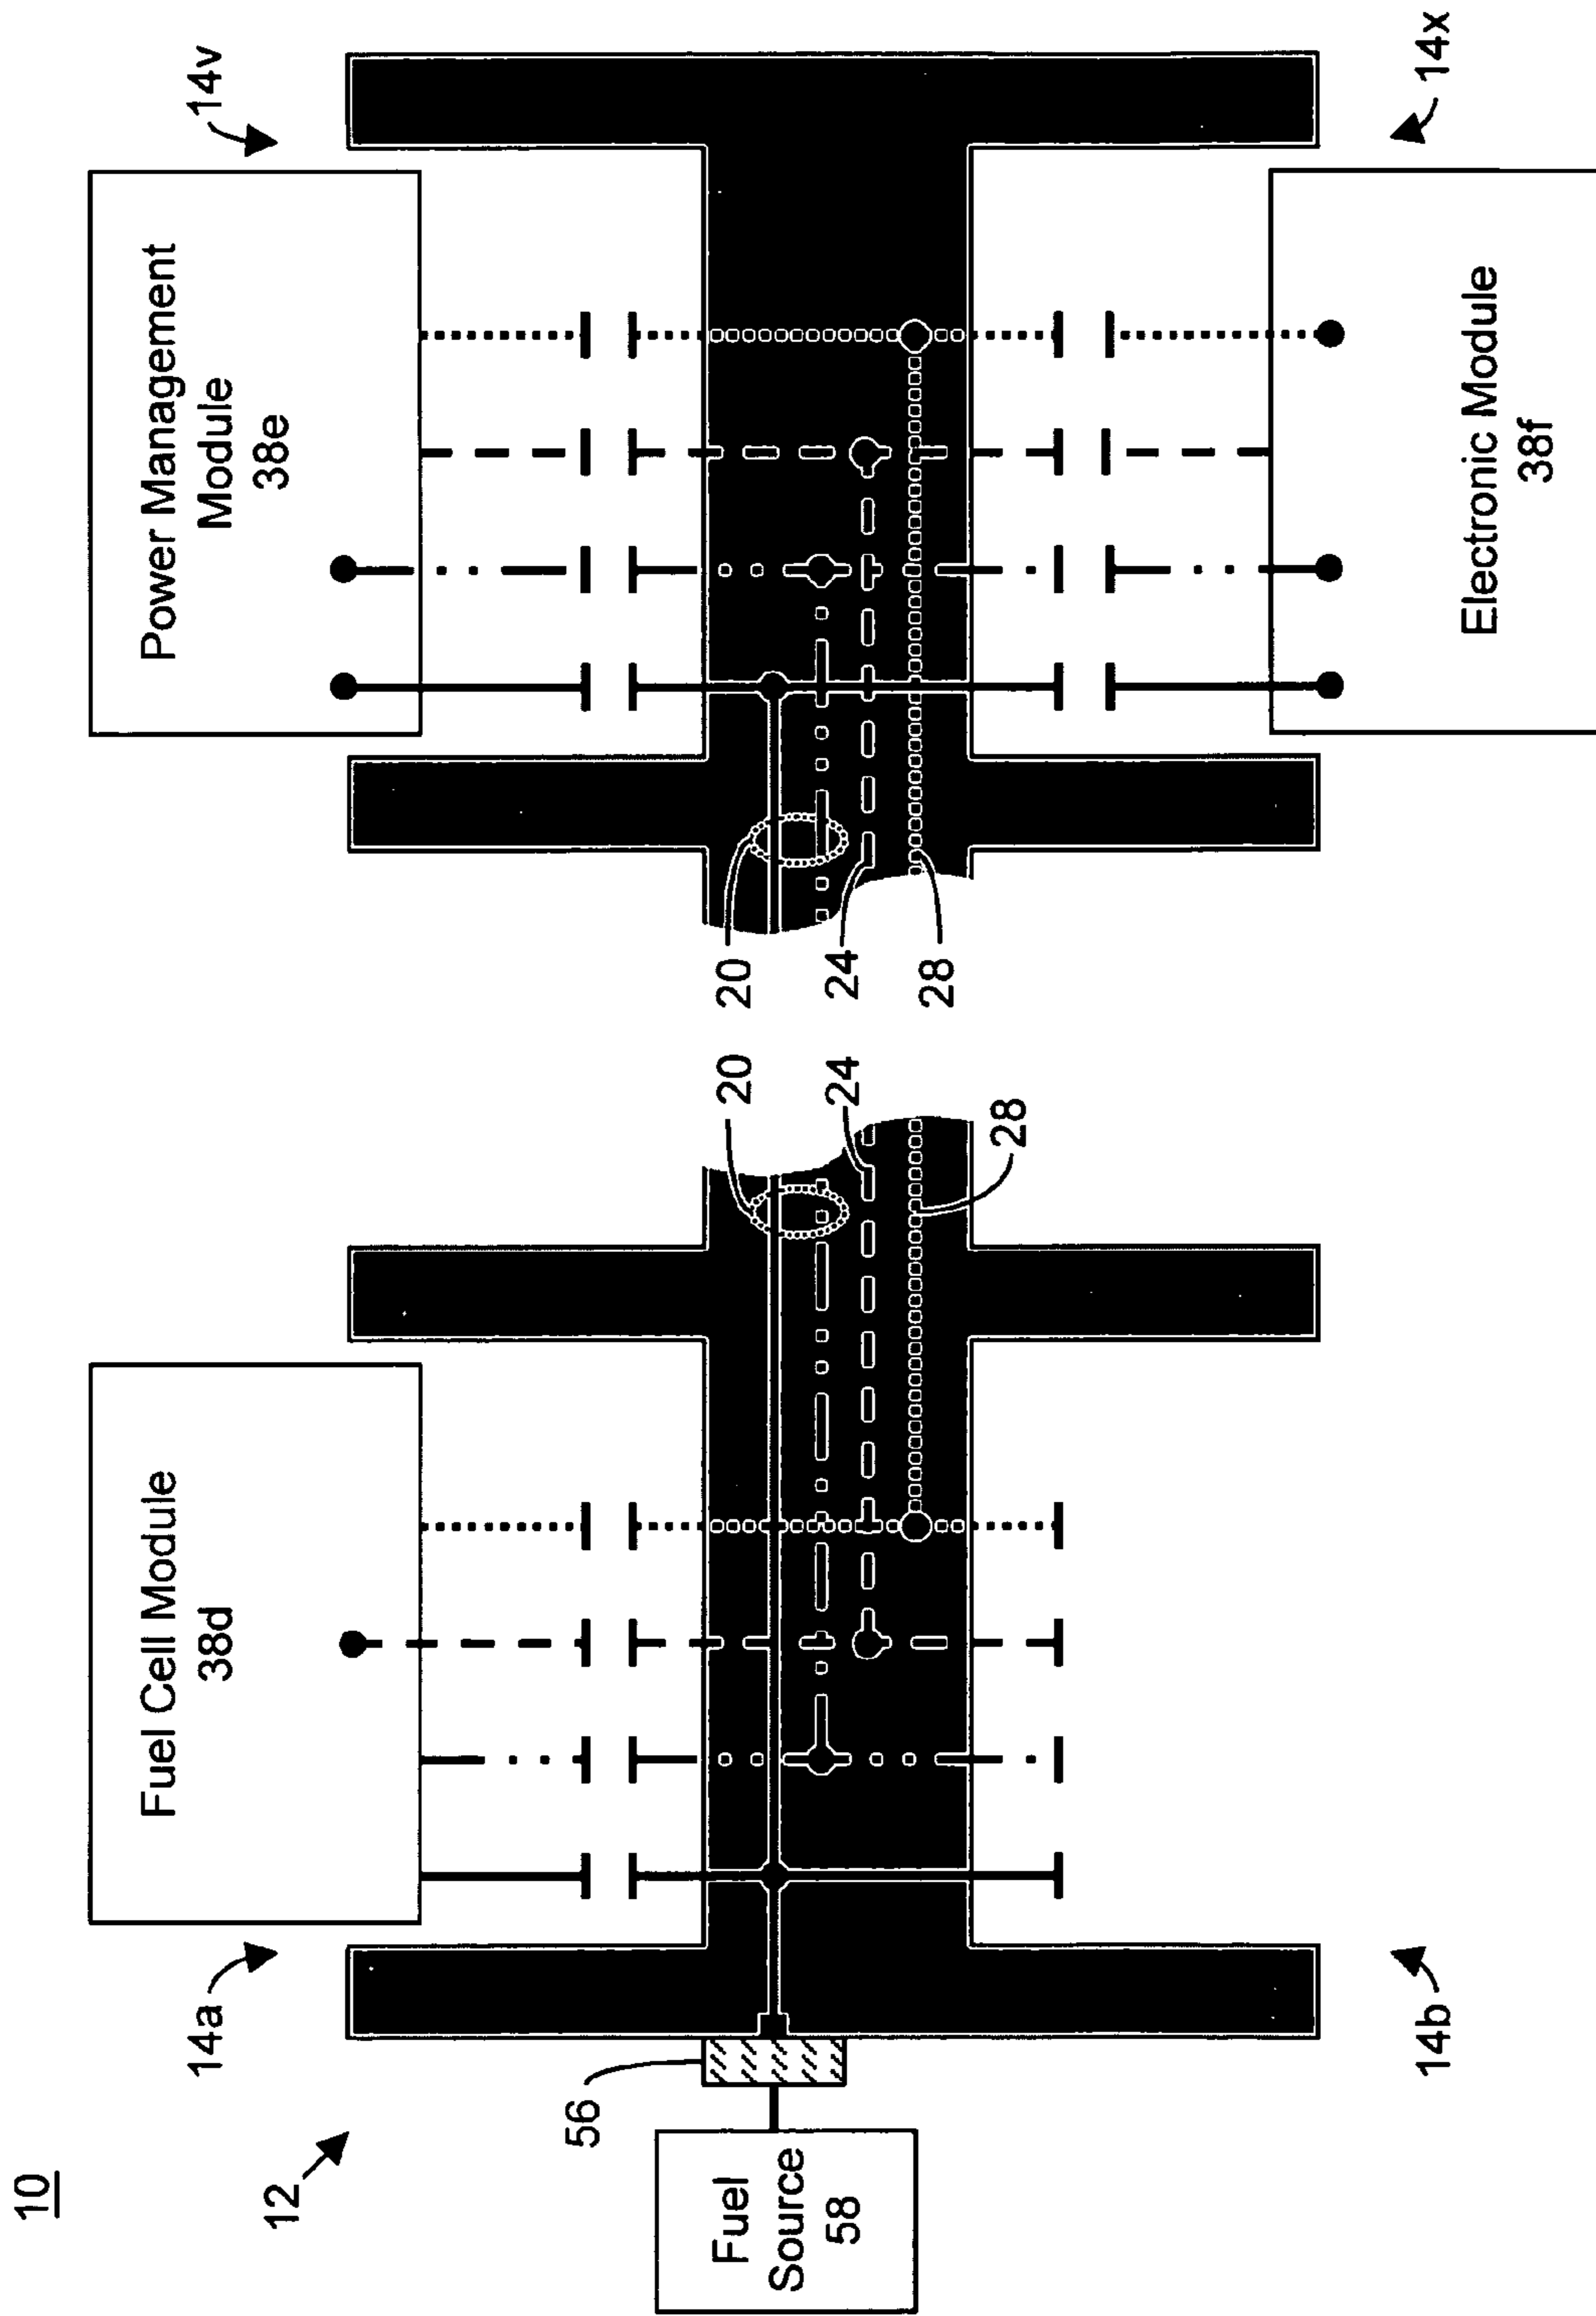 10
12
14a
14v
Fuel Cell Module
38d
Power Management
Module
38e
56
Fuel
Source
58
20
24
28
20
24
28
14b
Electronic Module
38f
14x